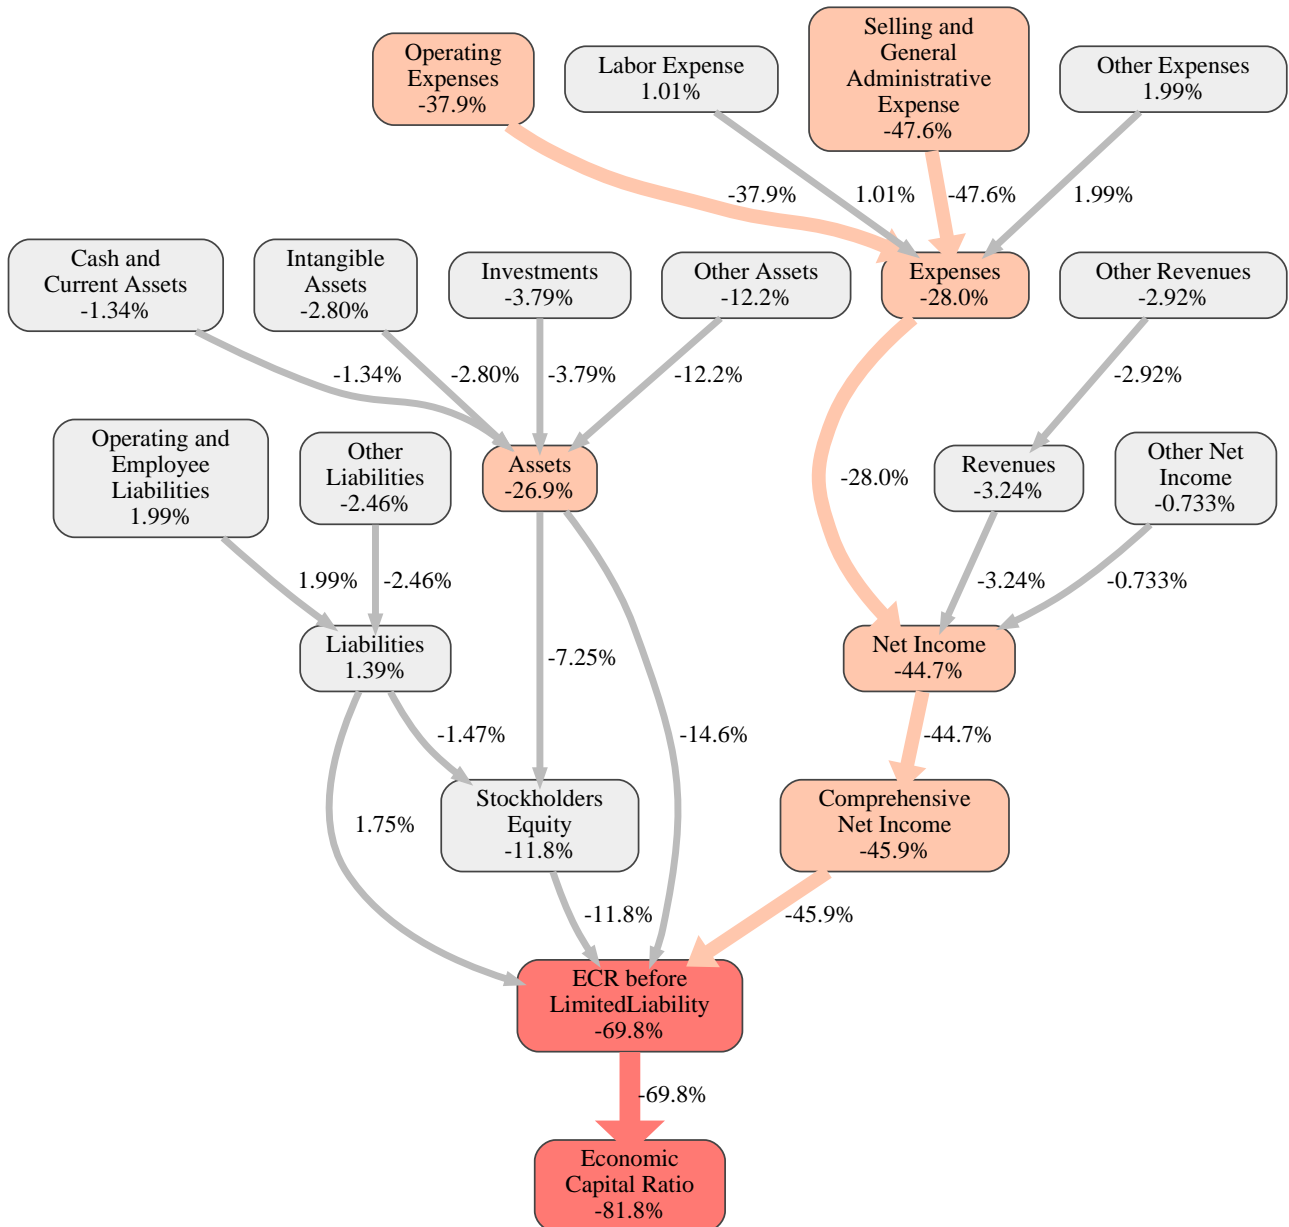 Operating
Expenses
-37.9%
Labor Expense
1.01%
Selling and
General
Administrative
Expense
-47.6%
Other Expenses
1.99%
-37.9%
1.01%
-47.6%
1.99%
Cash and
Current Assets
-1.34%
Intangible
Assets
-2.80%
Investments
-3.79%
Other Assets
-12.2%
Expenses
-28.0%
Other Revenues
-2.92%
-1.34%
-2.80%
-3.79%
-12.2%
-2.92%
Operating and
Employee
Liabilities
1.99%
Other
Liabilities
-2.46%
Assets
-26.9%
-28.0%
Revenues
-3.24%
Other Net
Income
-0.733%
1.99%
-2.46%
-3.24%
-0.733%
Liabilities
1.39%
-7.25%
Net Income
-44.7%
-1.47%
-14.6%
-44.7%
1.75%
Stockholders
Equity
-11.8%
Comprehensive
Net Income
-45.9%
-11.8%
-45.9%
ECR before
LimitedLiability
-69.8%
-69.8%
Economic
Capital Ratio
-81.8%